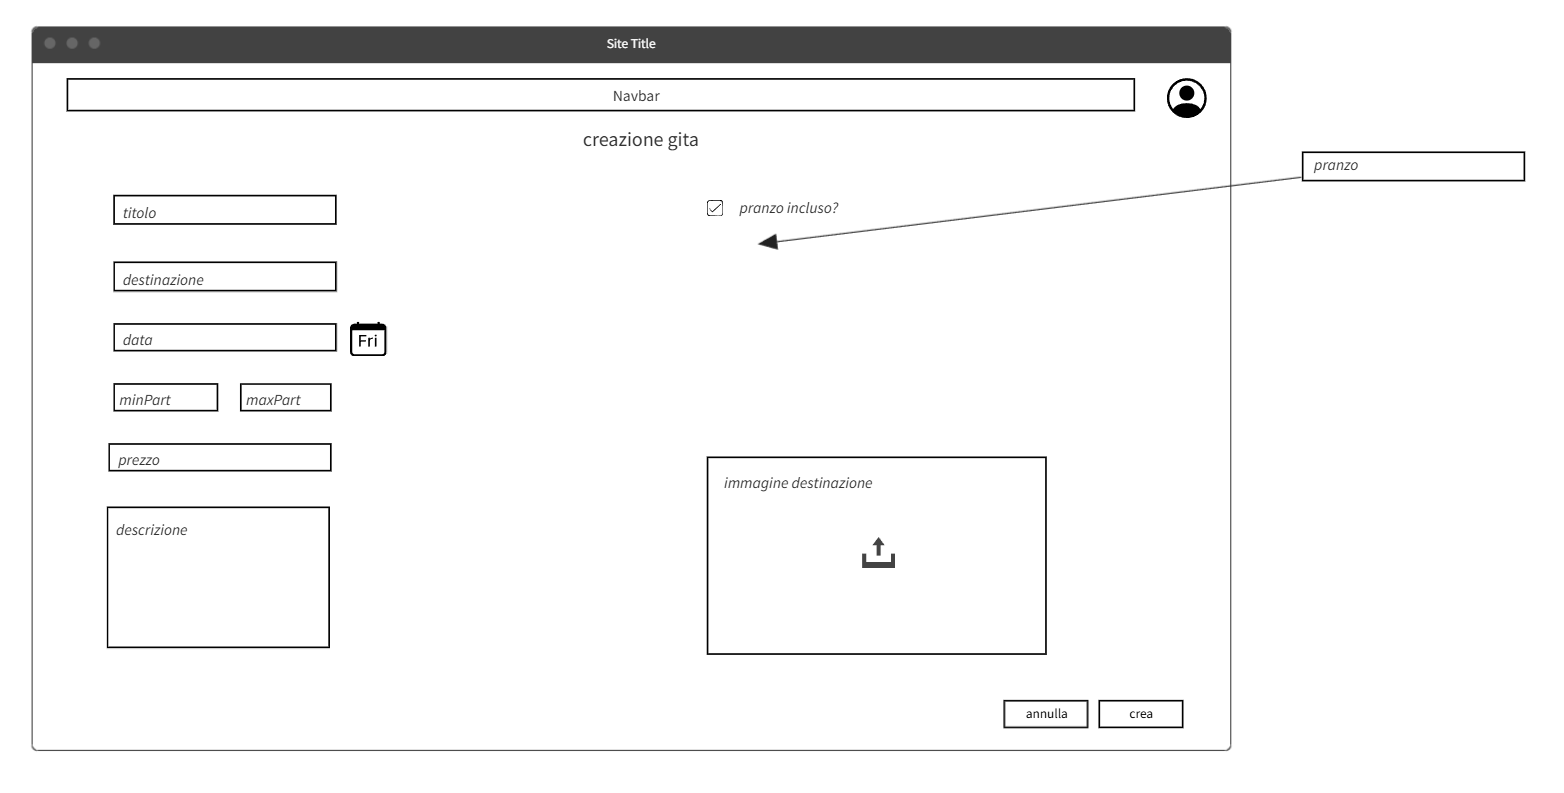 Site Title
Navbar
creazione gita
pranzo
titolo
pranzo incluso?
destinazione
data
Fri
minPart
maxPart
prezzo
immagine destinazione
descrizione
annulla
crea